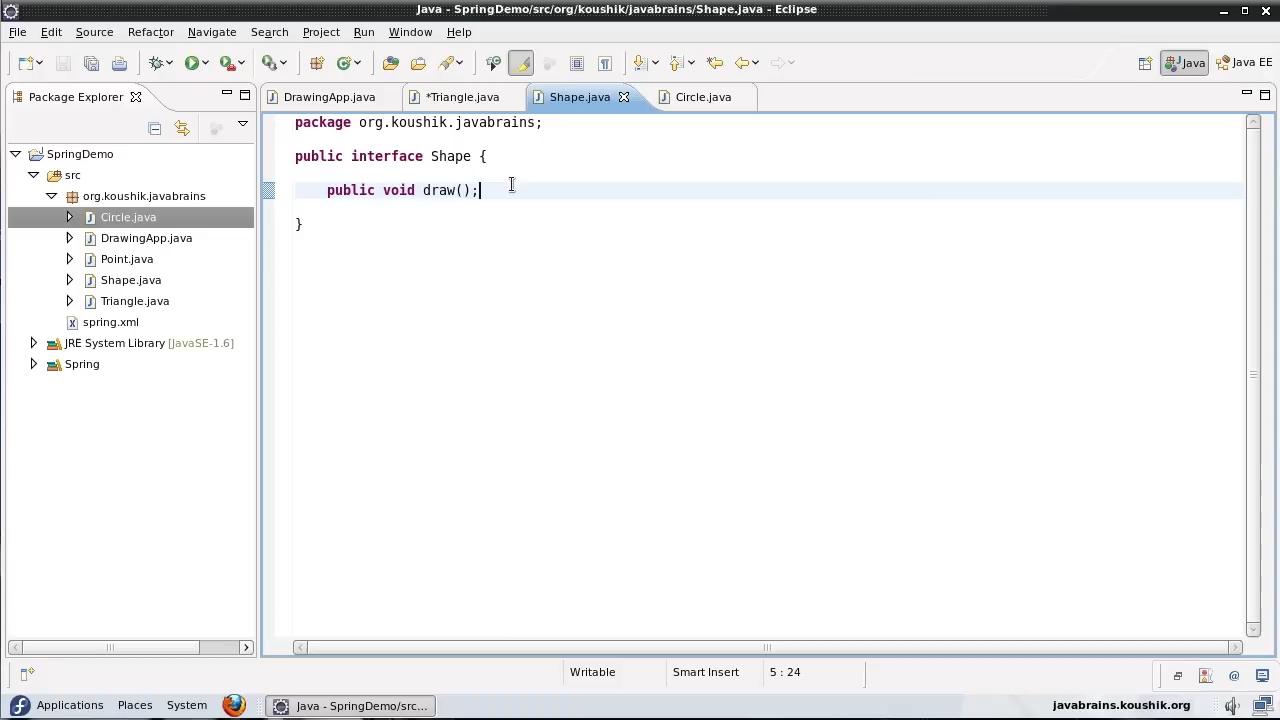 Java - SpringDemo/src/org/koushik/javabrains/Shape.java - Eclipse
File Edit Source Refactor Navigate Search Project Run Window Help
Java Java EE
Package Explorer
DrawingApp.java *Triangle.java Shape.java Circle.java
SpringDemo
src
org.koushik.javabrains
Circle.java
DrawingApp.java
Point.java
Shape.java
Triangle.java
spring.xml
JRE System Library [JavaSE-1.6]
Spring
package org.koushik.javabrains;
public interface Shape {
public void draw();
}
Writable Smart Insert 5 : 24
Applications Places System Java - SpringDemo/src... javabrains.koushik.org